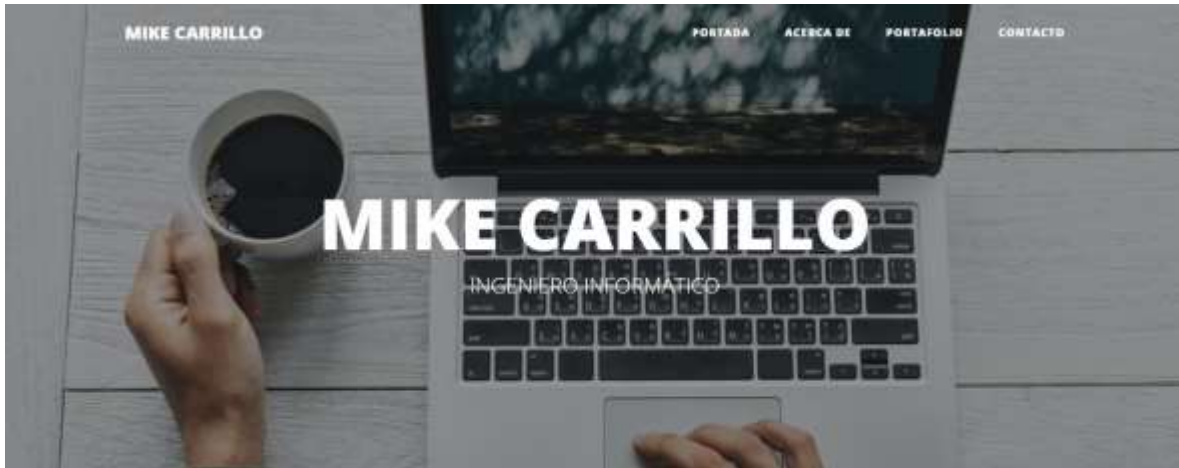 MIKE CARRILLO
PORTADA ACERCA DE PORTAFOLIO CONTACTO
MIKE CARRILLO
INGENIERO INFORMÁTICO